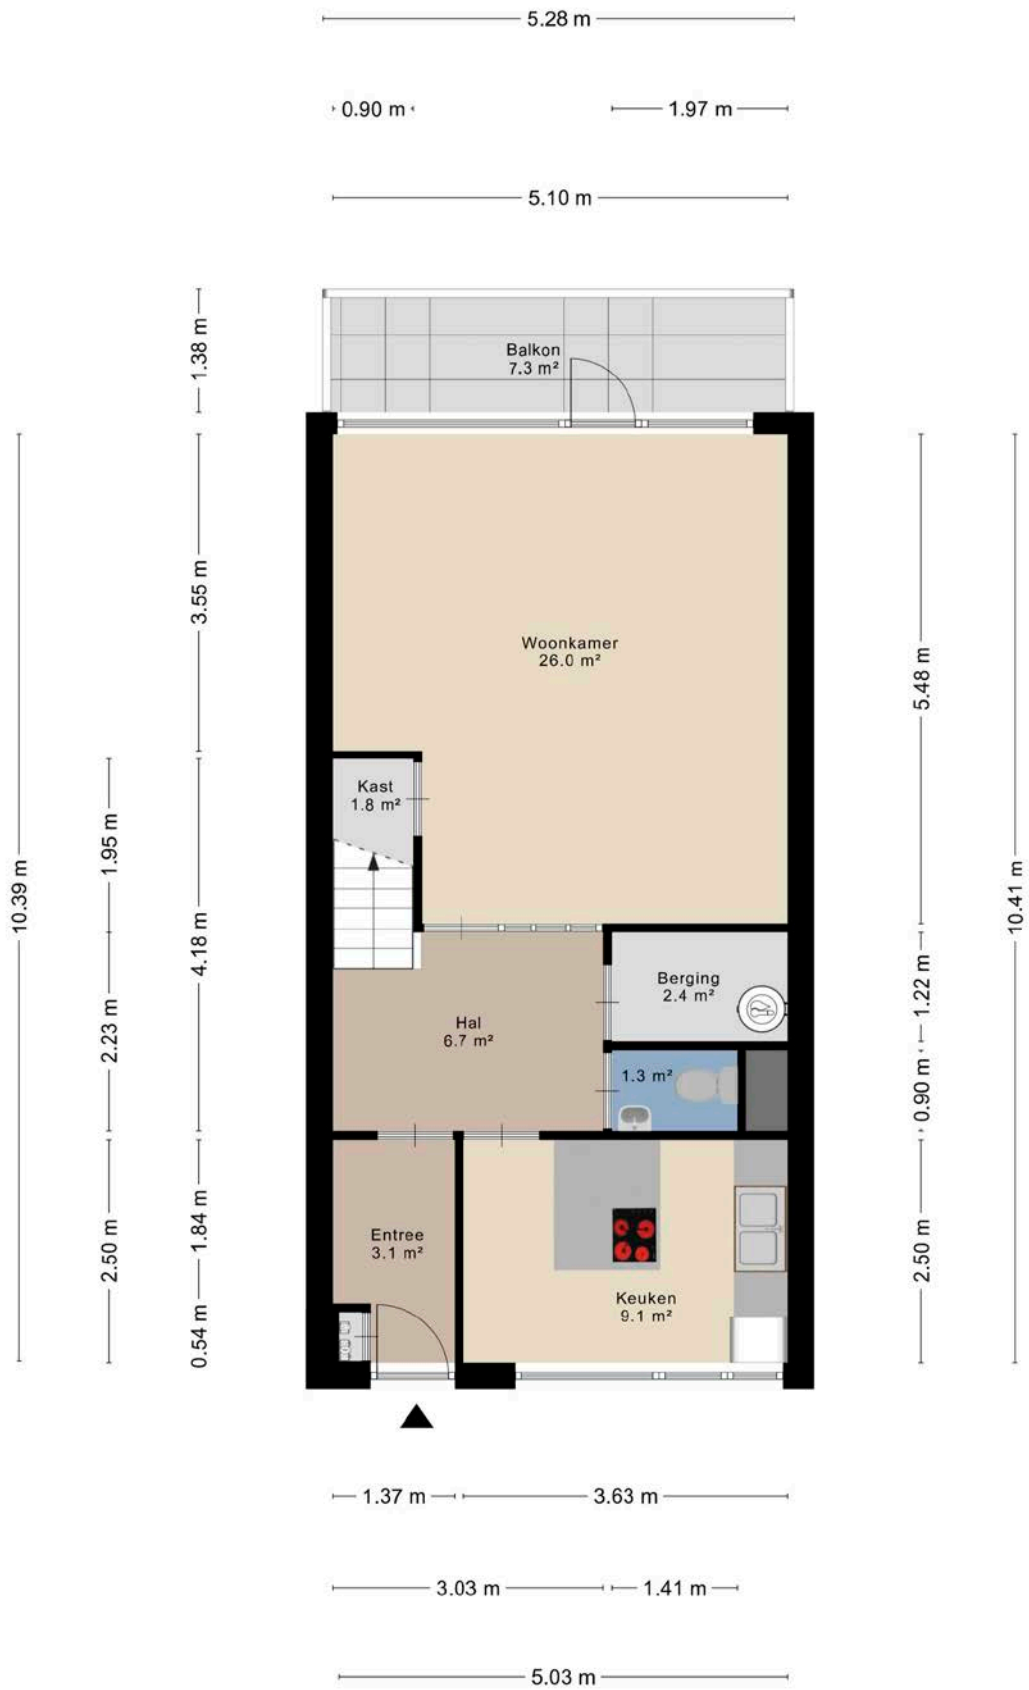 5.28 m
0.90 m
1.97 m
5.10 m
1.38 m
Balkon
7.3 m²
3.55 m
Woonkamer
26.0 m²
5.48 m
10.39 m
10.41 m
Kast
1.8 m²
1.95 m
4.18 m
Berging
2.4 m²
1.22 m
Hal
6.7 m²
2.23 m
1.3 m²
0.90 m
Entree
3.1 m²
1.84 m
2.50 m
2.50 m
Keuken
9.1 m²
0.54 m
1.37 m
3.63 m
3.03 m
1.41 m
5.03 m